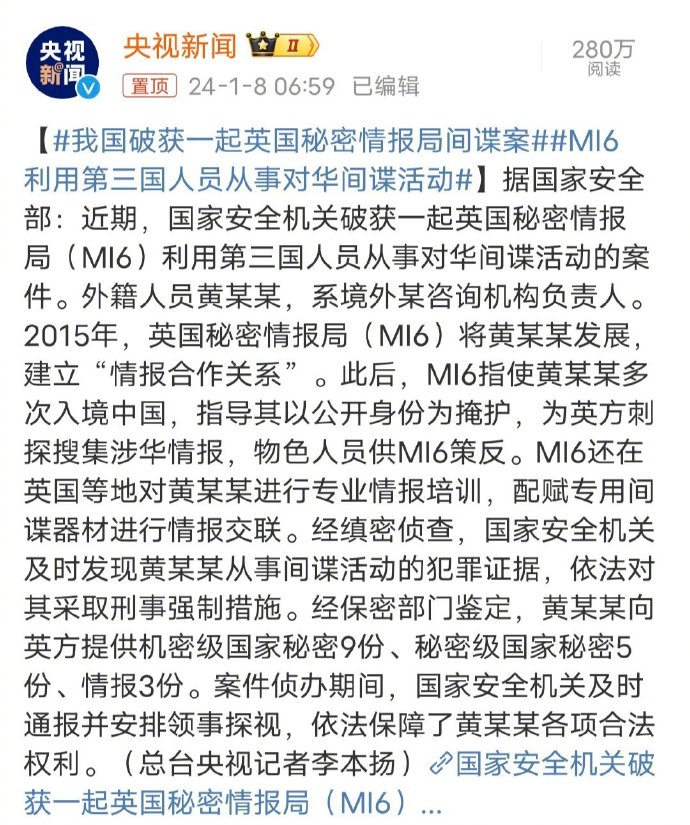 央视
新闻
央视新闻 II
280万
阅读
置顶 24-1-8 06:59 已编辑
【#我国破获一起英国秘密情报局间谍案##MI6
利用第三国人员从事对华间谍活动#】据国家安全
部：近期，国家安全机关破获一起英国秘密情报
局（MI6）利用第三国人员从事对华间谍活动的案
件。外籍人员黄某某，系境外某咨询机构负责人。
2015年，英国秘密情报局（MI6）将黄某某发展，
建立“情报合作关系”。此后，MI6指使黄某某多
次入境中国，指导其以公开身份为掩护，为英方刺
探搜集涉华情报，物色人员供MI6策反。MI6还在
英国等地对黄某某进行专业情报培训，配赋专用间
谍器材进行情报交联。经缜密侦查，国家安全机关
及时发现黄某某从事间谍活动的犯罪证据，依法对
其采取刑事强制措施。经保密部门鉴定，黄某某向
英方提供机密级国家秘密9份、秘密级国家秘密5
份、情报3份。案件侦办期间，国家安全机关及时
通报并安排领事探视，依法保障了黄某某各项合法
权利。（总台央视记者李本扬）国家安全机关破
获一起英国秘密情报局（MI6）...